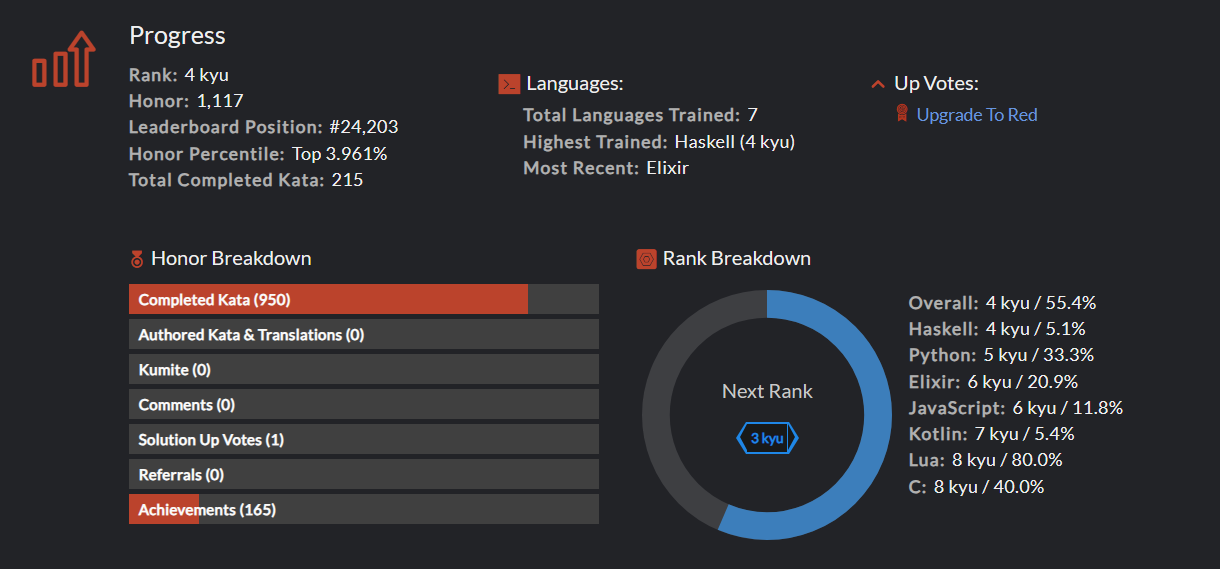 Progress
Rank: 4 kyu
Honor: 1,117
Leaderboard Position: #24,203
Honor Percentile: Top 3.961%
Total Completed Kata: 215
Languages:
Total Languages Trained: 7
Highest Trained: Haskell (4 kyu)
Most Recent: Elixir
Up Votes:
Upgrade To Red
Honor Breakdown
Completed Kata (950)
Authored Kata & Translations (0)
Kumite (0)
Comments (0)
Solution Up Votes (1)
Referrals (0)
Achievements (165)
Rank Breakdown
Next Rank
3 kyu
Overall: 4 kyu / 55.4%
Haskell: 4 kyu / 5.1%
Python: 5 kyu / 33.3%
Elixir: 6 kyu / 20.9%
JavaScript: 6 kyu / 11.8%
Kotlin: 7 kyu / 5.4%
Lua: 8 kyu / 80.0%
C: 8 kyu / 40.0%